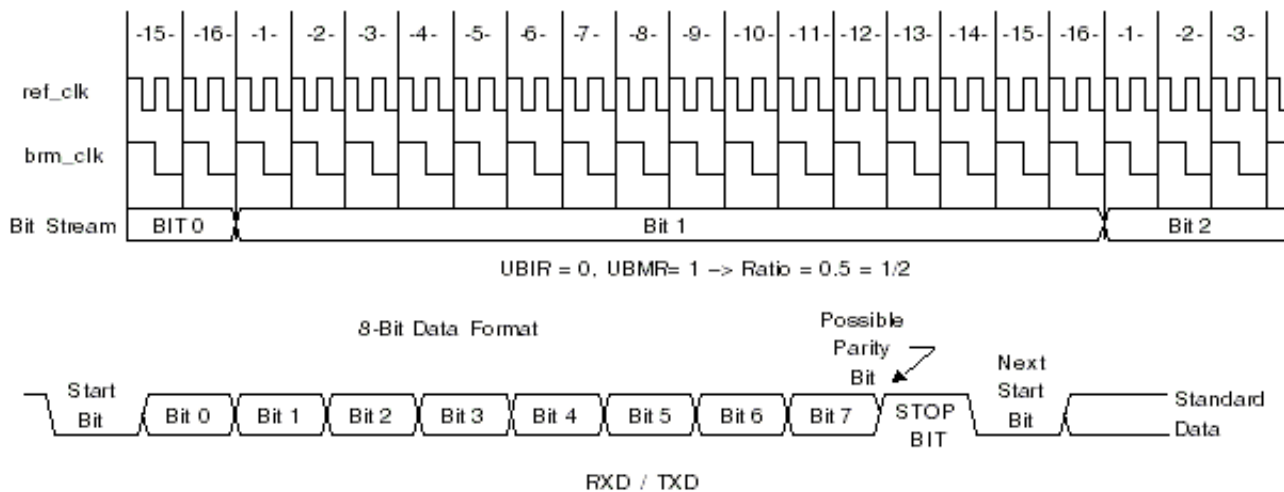 -15- -16- -1- -2- -3- -4- -5- -6- -7- -8- -9- -10- -11- -12- -13- -14- -15- -16- -1- -2- -3-
ref_clk
brm_clk
Bit Stream BIT 0 Bit 1 Bit 2
UBIR = 0, UBMR= 1 –> Ratio = 0.5 = 1/2
8-Bit Data Format
Possible
Parity
Bit
Next
Start
Bit
Start
Bit
Bit 0 Bit 1 Bit 2 Bit 3 Bit 4 Bit 5 Bit 6 Bit 7
STOP
BIT
Standard
Data
RXD / TXD